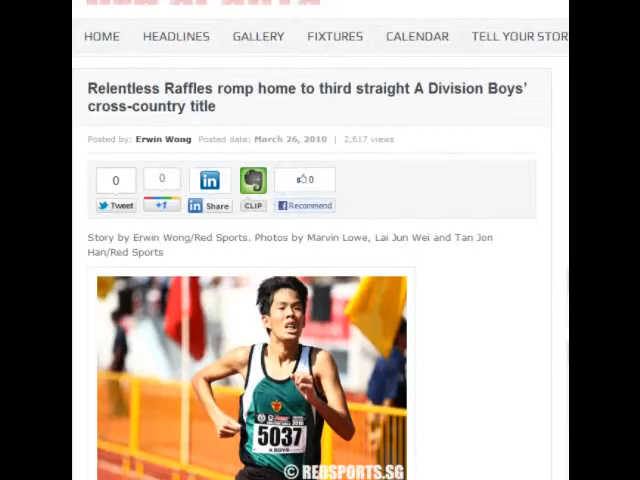 HOME HEADLINES GALLERY FIXTURES CALENDAR TELL YOUR STOR
Relentless Raffles romp home to third straight A Division Boys'
cross-country title
Posted by: Erwin Wong Posted date: March 26, 2010 | 2,617 views
0 0 in 0
Tweet +1 in Share CLIP Recommend
Story by Erwin Wong/Red Sports. Photos by Marvin Lowe, Lai Jun Wei and Tan Jon
Han/Red Sports
5037
A BOYS
© REDSPORTS.SG